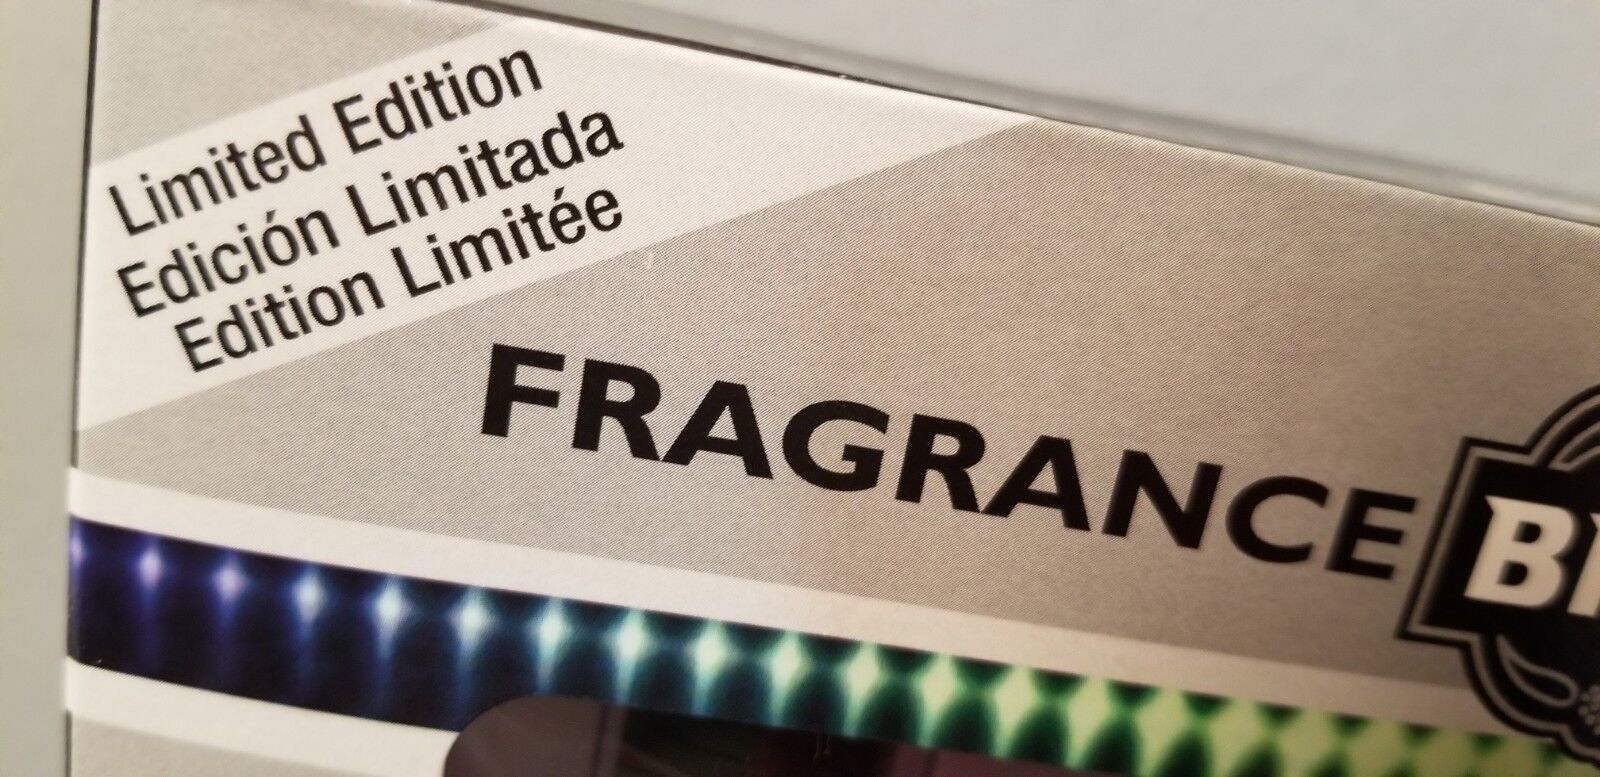 Limited Edition
Edición Limitada
Edition Limitée
FRAGRANCE